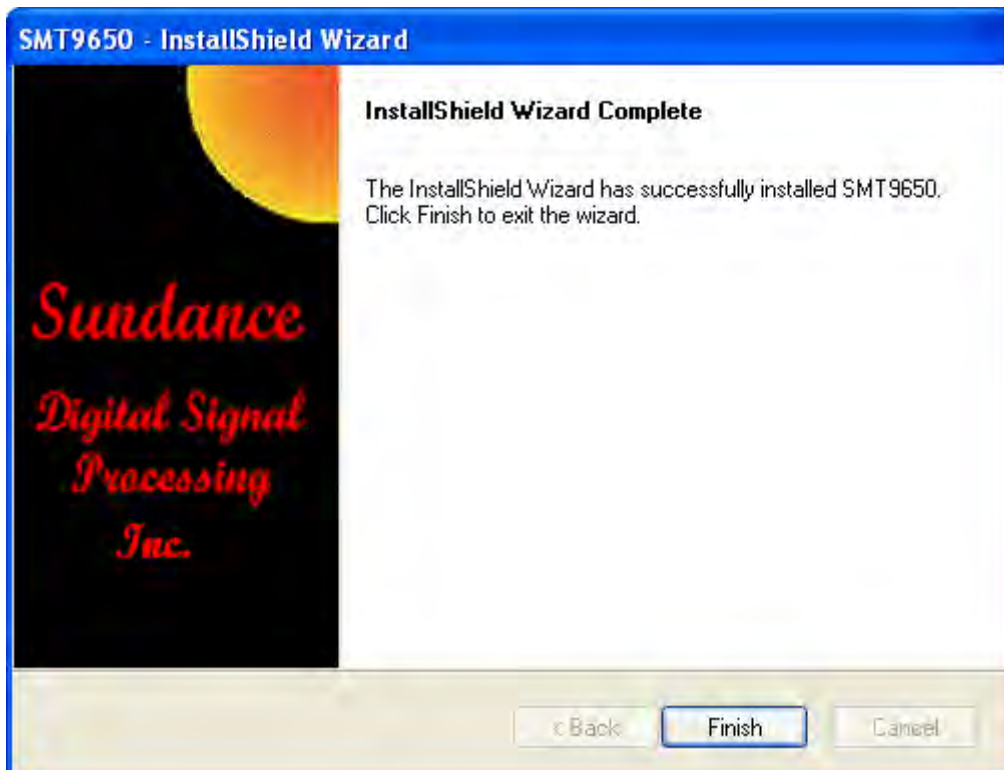 SMT9650 - InstallShield Wizard
InstallShield Wizard Complete
The InstallShield Wizard has successfully installed SMT9650.
Click Finish to exit the wizard.
Sundance
Digital Signal
Processing
Inc.
< Back
Finish
Cancel